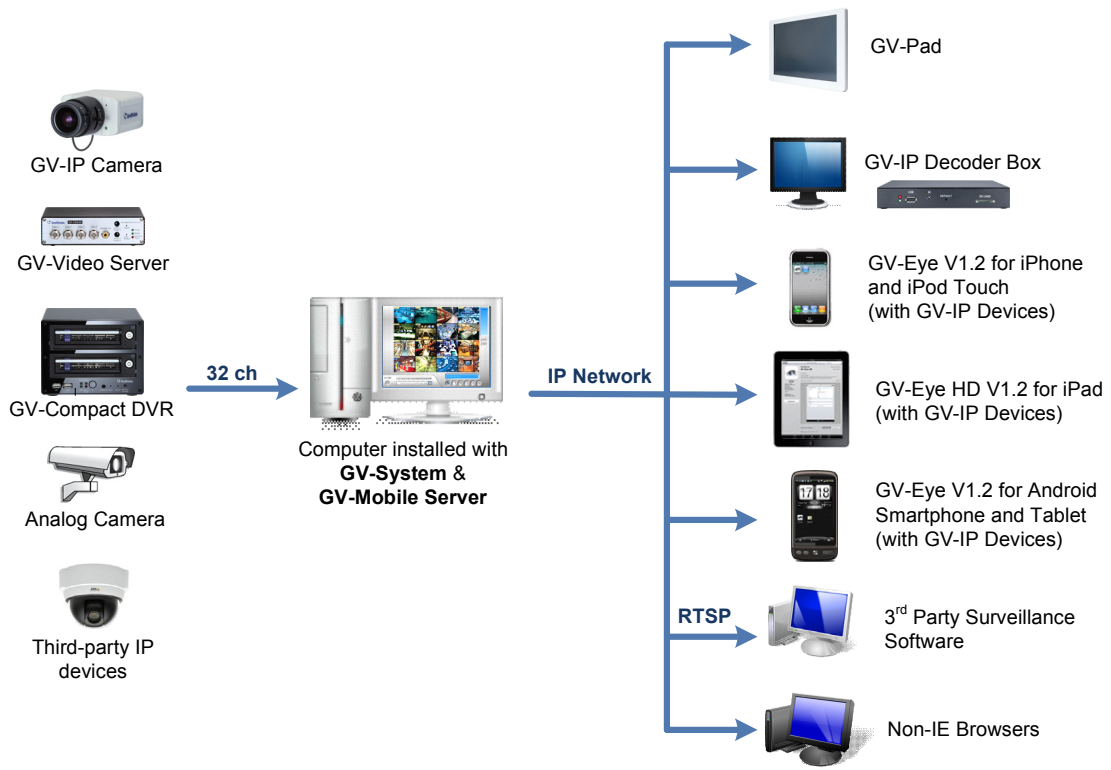 GV-IP Camera
GV-Video Server
GV-Compact DVR
Analog Camera
Third-party IP
devices
32 ch
Computer installed with
GV-System &
GV-Mobile Server
IP Network
GV-Pad
GV-IP Decoder Box
GV-Eye V1.2 for iPhone
and iPod Touch
(with GV-IP Devices)
GV-Eye HD V1.2 for iPad
(with GV-IP Devices)
17 18
GV-Eye V1.2 for Android
Smartphone and Tablet
(with GV-IP Devices)
RTSP
3rd Party Surveillance
Software
Non-IE Browsers